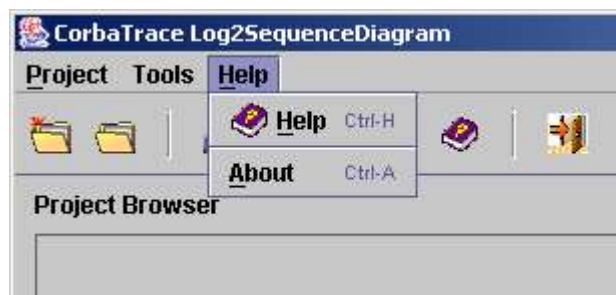 CorbaTrace Log2SequenceDiagram
Project Tools Help
Help Ctrl-H
About Ctrl-A
Project Browser